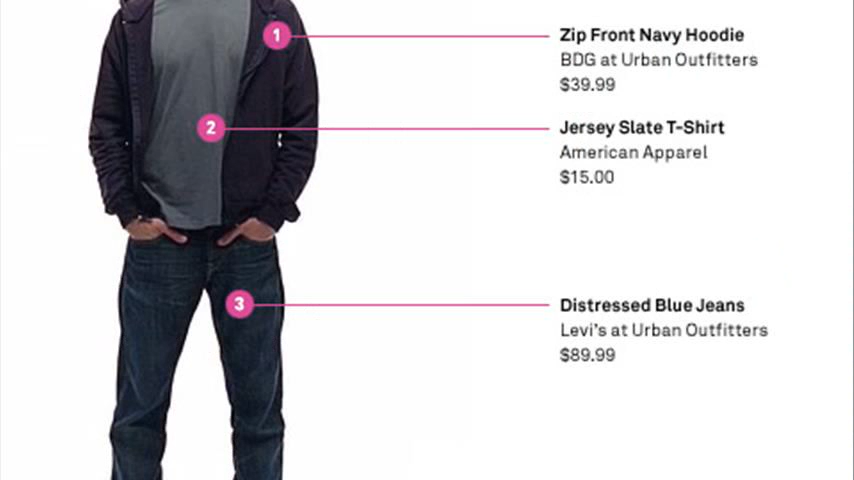 1
Zip Front Navy Hoodie
BDG at Urban Outfitters
$39.99
2
Jersey Slate T-Shirt
American Apparel
$15.00
3
Distressed Blue Jeans
Levi's at Urban Outfitters
$89.99